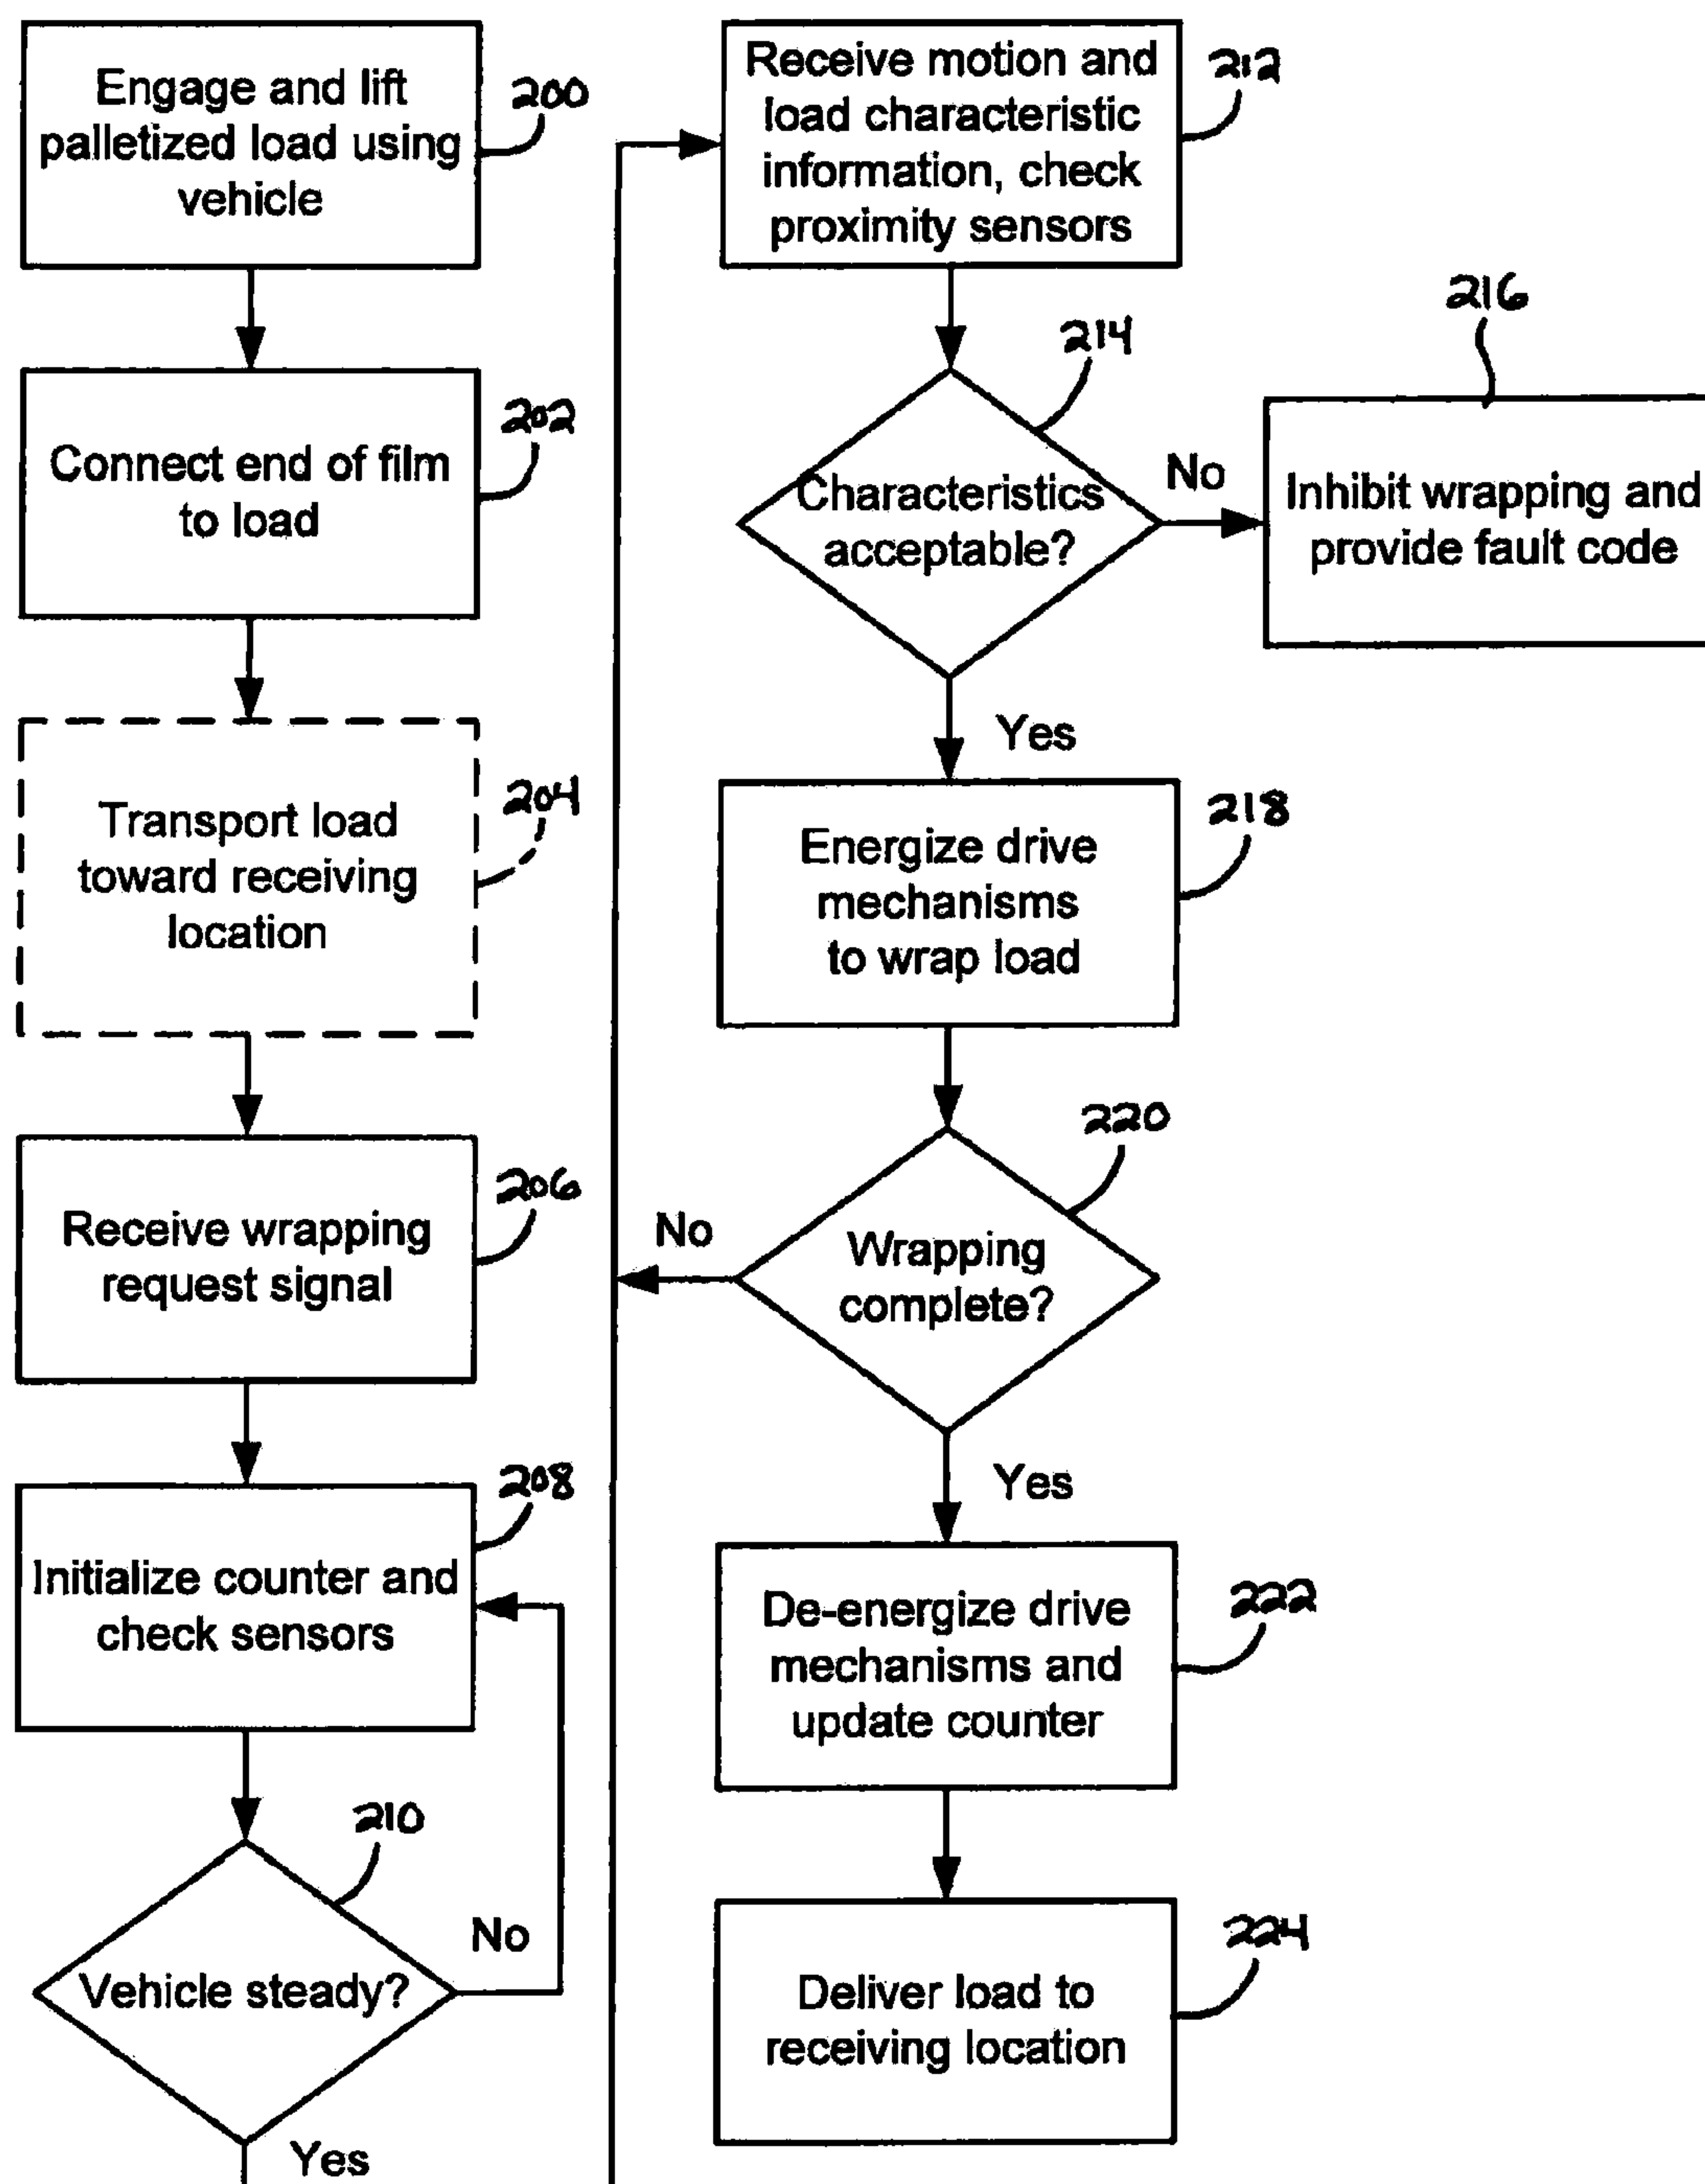 Engage and lift
palletized load using
vehicle
200
Connect end of film
to load
202
Transport load
toward receiving
location
204
Receive wrapping
request signal
206
Initialize counter and
check sensors
208
Vehicle steady?
210
No
Yes
Receive motion and
load characteristic
information, check
proximity sensors
212
Characteristics
acceptable?
214
No
Inhibit wrapping and
provide fault code
216
Yes
Energize drive
mechanisms
to wrap load
218
Wrapping
complete?
220
No
Yes
De-energize drive
mechanisms and
update counter
222
Deliver load to
receiving location
224